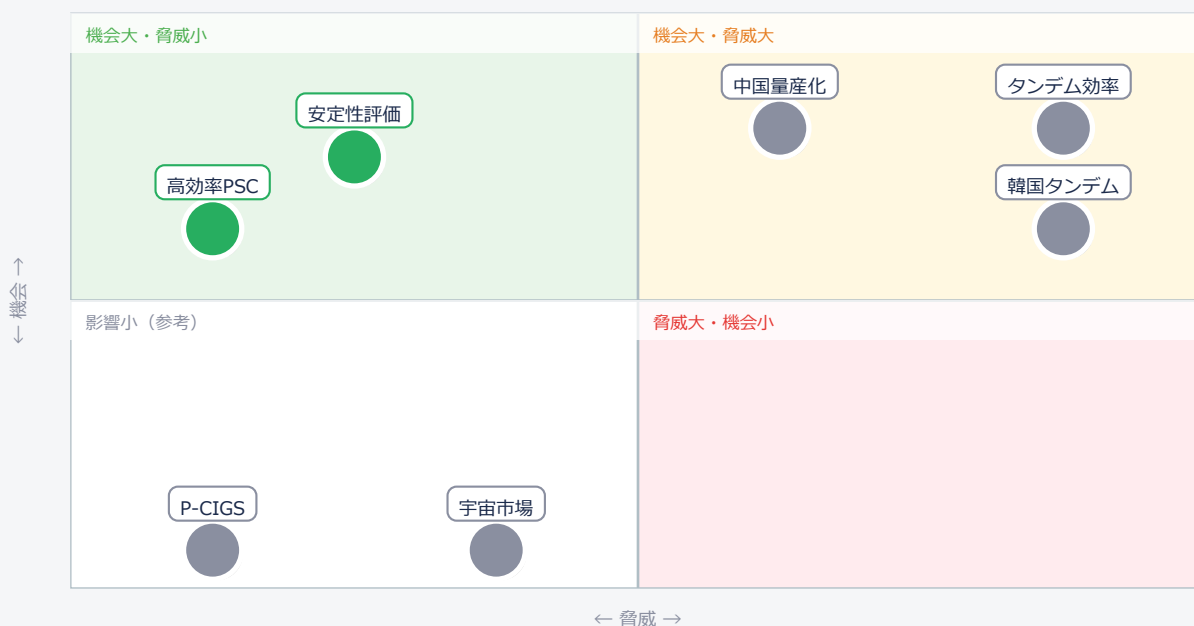 機会大・脅威小
機会大・脅威大
中国量産化
タンデム効率
安定性評価
高効率PSC
韓国タンデム
← 機会 →
影響小（参考）
脅威大・機会小
P-CIGS
宇宙市場
← 脅威 →